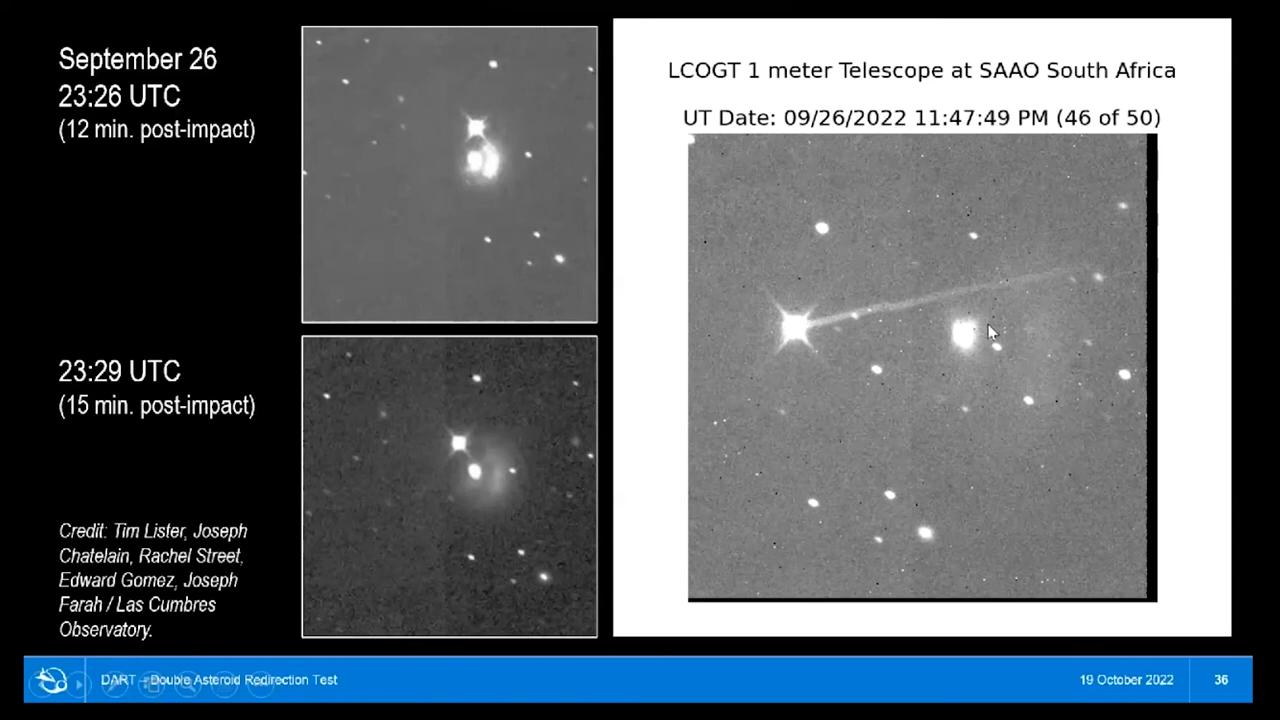 September 26
23:26 UTC
(12 min. post-impact)
23:29 UTC
(15 min. post-impact)
Credit: Tim Lister, Joseph
Chatelain, Rachel Street,
Edward Gomez, Joseph
Farah / Las Cumbres
Observatory.
LCOGT 1 meter Telescope at SAAO South Africa
UT Date: 09/26/2022 11:47:49 PM (46 of 50)
DART – Double Asteroid Redirection Test
19 October 2022
36